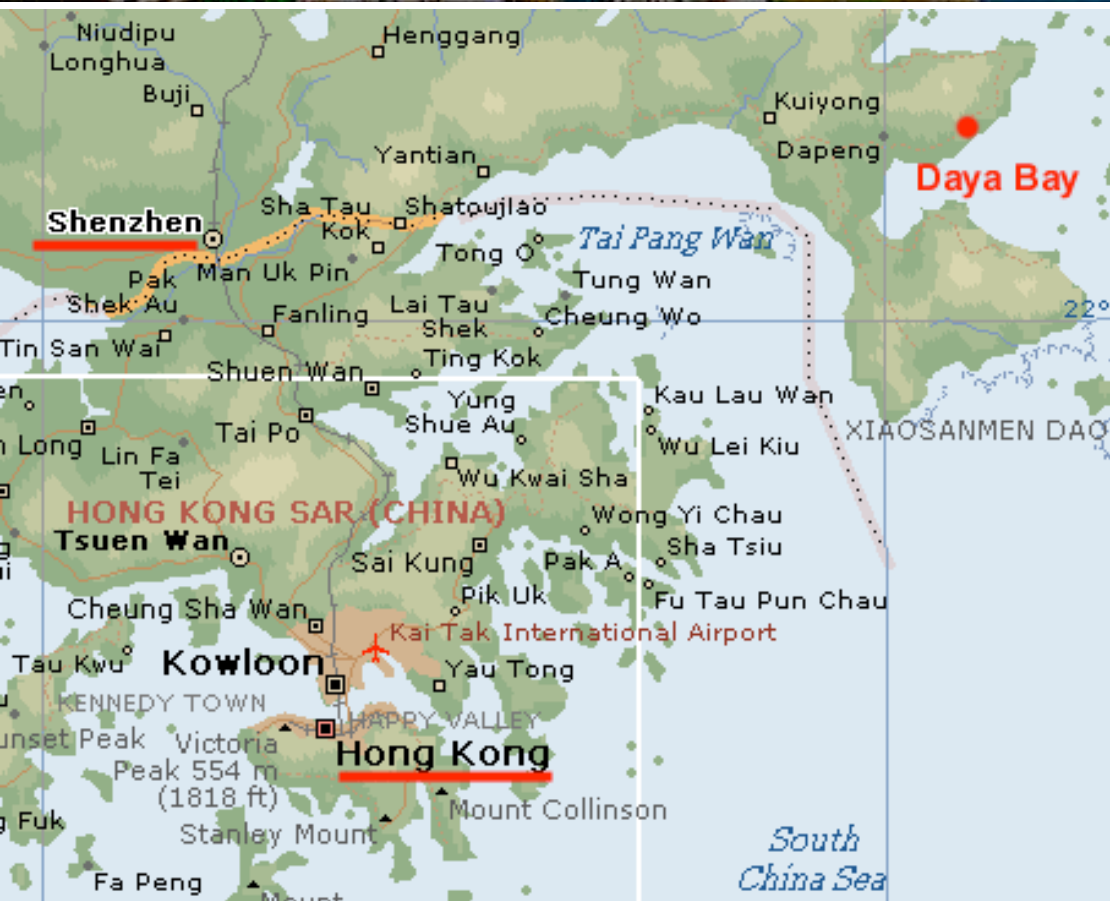 Niudipu
Longhua
Henggang
Buji
Kuiyong
Dapeng
Daya Bay
Yantian
Shenzhen
Sha Tau
Kok
Shatoujiao
Tong O
Tai Pang Wan
Pak
Shek Au
Man Uk Pin
Tung Wan
Fanling
Lai Tau
Shek
Cheung Wo
22°
Tin San Wai
Ting Kok
Shuen Wan
Kau Lau Wan
Yung
Shue Au
XIAOSANMEN DAO
Tai Po
Long
Lin Fa
Tei
Wu Lei Kiu
Wu Kwai Sha
HONG KONG SAR (CHINA)
Wong Yi Chau
Tsuen Wan
Sha Tsiu
Sai Kung
Pak A
Pik Uk
Fu Tau Pun Chau
Cheung Sha Wan
Kai Tak International Airport
Tau Kwu
Kowloon
Yau Tong
KENNEDY TOWN
HAPPY VALLEY
unset Peak
Victoria
Peak 554 m
(1818 ft)
Hong Kong
Mount Collinson
Fuk
Stanley Mount
South
China Sea
Fa Peng
Mount